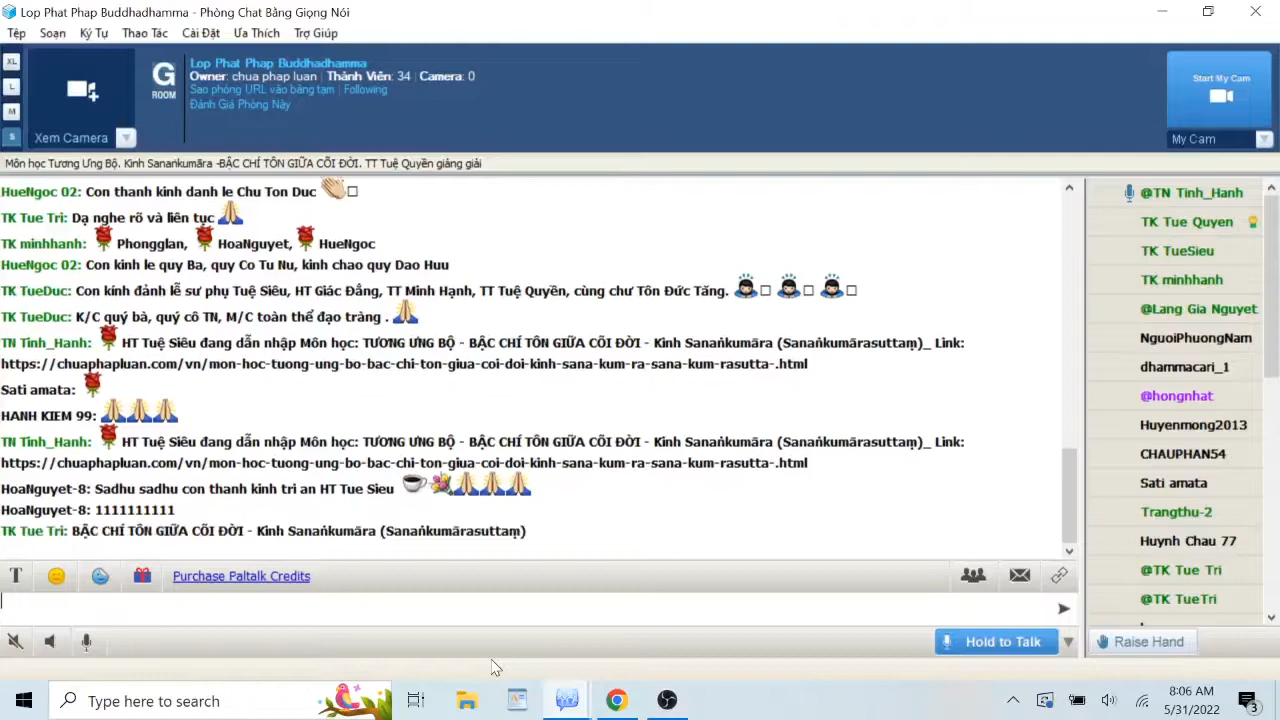 Lop Phat Phap Buddhadhamma - Phòng Chat Bằng Giọng Nói
Tệp Soạn Ký Tự Thao Tác Cài Đặt Ưa Thích Trợ Giúp
XL
L
M
S
Xem Camera
G
ROOM
Lop Phat Phap Buddhadhamma
Owner: chua phap luan | Thành Viên: 34 | Camera: 0
Sao phòng URL vào bảng tạm | Following
Đánh Giá Phòng Này
Start My Cam
My Cam
Môn học Tương Ưng Bộ. Kinh Sanaṅkumāra -BẬC CHÍ TÔN GIỮA CÕI ĐỜI. TT Tuệ Quyền giảng giải
HueNgoc 02: Con thanh kinh danh le Chu Ton Duc
TK Tue Tri: Dạ nghe rõ và liên tục
TK minhhanh: Phongglan, HoaNguyet, HueNgoc
HueNgoc 02: Con kinh le quy Ba, quy Co Tu Nu, kinh chao quy Dao Huu
TK TueDuc: Con kính đảnh lễ sư phụ Tuệ Siêu, HT Giác Đẳng, TT Minh Hạnh, TT Tuệ Quyền, cùng chư Tôn Đức Tăng.
TK TueDuc: K/C quý bà, quý cô TN, M/C toàn thể đạo tràng .
TN Tinh_Hanh: HT Tuệ Siêu đang dẫn nhập Môn học: TƯƠNG ƯNG BỘ - BẬC CHÍ TÔN GIỮA CÕI ĐỜI - Kinh Sanaṅkumāra (Sanaṅkumārasuttaṃ)_ Link:
https://chuaphapluan.com/vn/mon-hoc-tuong-ung-bo-bac-chi-ton-giua-coi-doi-kinh-sana-kum-ra-sana-kum-rasutta-.html
Sati amata:
HANH KIEM 99:
TN Tinh_Hanh: HT Tuệ Siêu đang dẫn nhập Môn học: TƯƠNG ƯNG BỘ - BẬC CHÍ TÔN GIỮA CÕI ĐỜI - Kinh Sanaṅkumāra (Sanaṅkumārasuttaṃ)_ Link:
https://chuaphapluan.com/vn/mon-hoc-tuong-ung-bo-bac-chi-ton-giua-coi-doi-kinh-sana-kum-ra-sana-kum-rasutta-.html
HoaNguyet-8: Sadhu sadhu con thanh kinh tri an HT Tue Sieu
HoaNguyet-8: 1111111111
TK Tue Tri: BẬC CHÍ TÔN GIỮA CÕI ĐỜI - Kinh Sanaṅkumāra (Sanaṅkumārasuttaṃ)
@TN Tinh_Hanh
TK Tue Quyen
TK TueSieu
TK minhhanh
@Lang Gia Nguyet
NguoiPhuongNam
dhammacari_1
@hongnhat
Huyenmong2013
CHAUPHAN54
Sati amata
Trangthu-2
Huynh Chau 77
@TK Tue Tri
@TK TueTri
T Purchase Paltalk Credits
Hold to Talk
Raise Hand
Type here to search
8:06 AM
5/31/2022
3